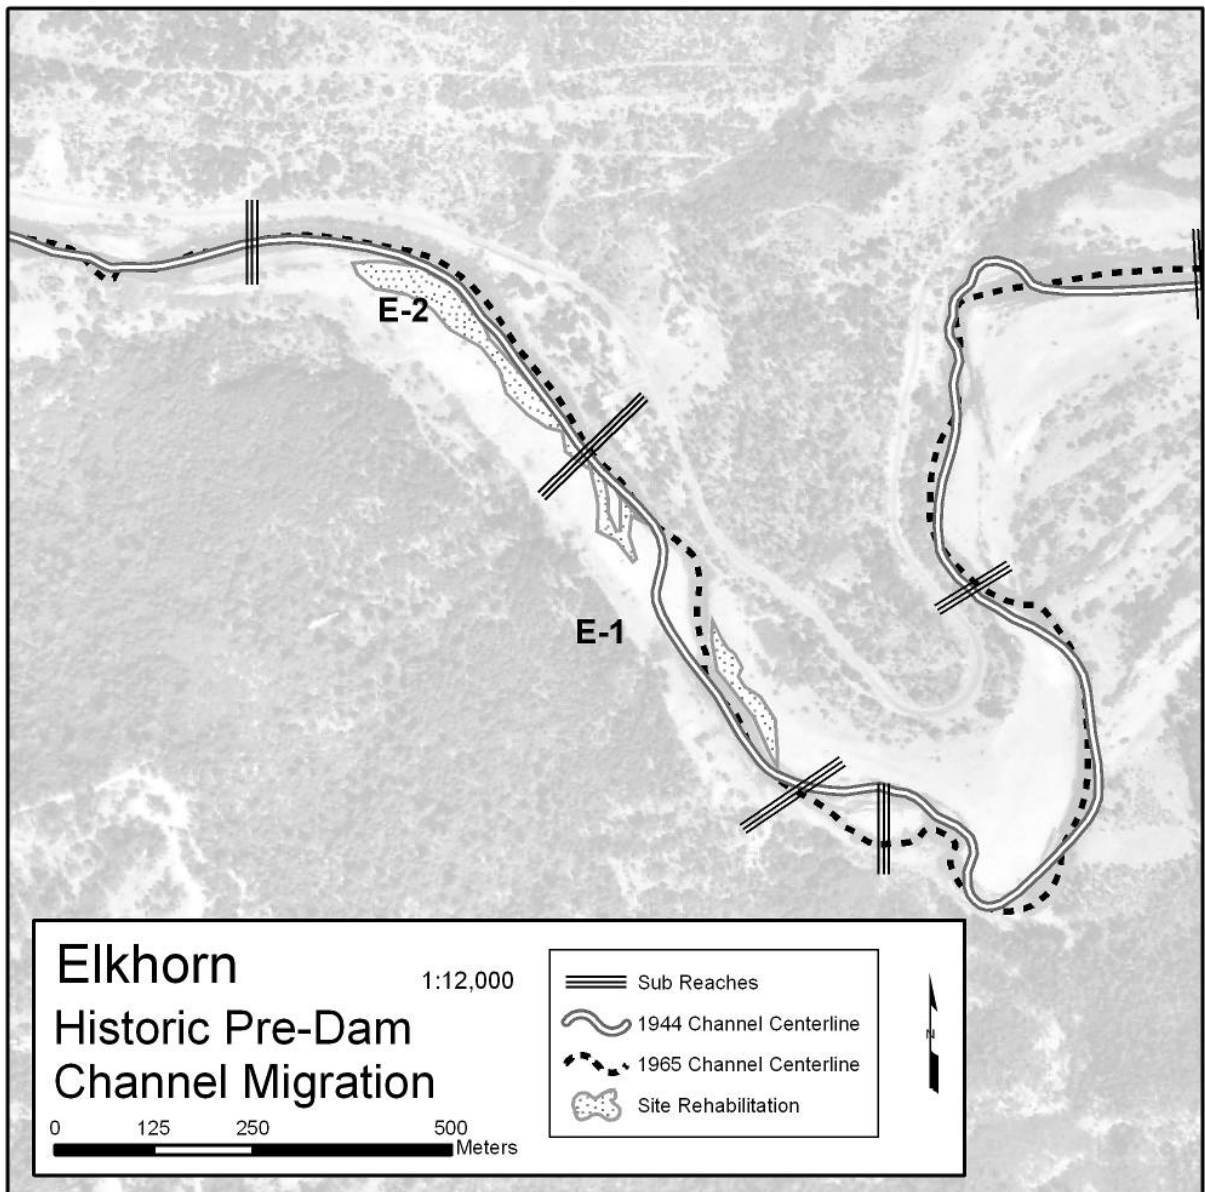 E-2
E-1
Elkhorn
1:12,000
Historic Pre-Dam
Channel Migration
0 125 250 500
Meters
Sub Reaches
1944 Channel Centerline
1965 Channel Centerline
Site Rehabilitation
N